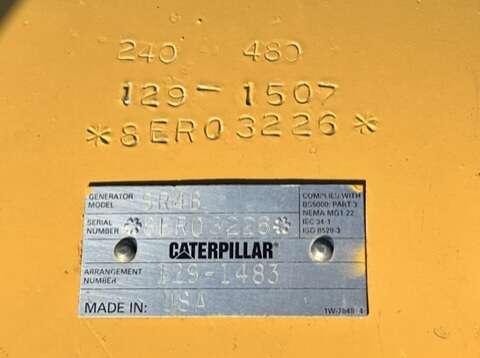 240 480
129-1507
*8ER03226*
GENERATOR MODEL SR4B
SERIAL NUMBER *8ER03226*
CATERPILLAR
ARRANGEMENT NUMBER 129-1483
MADE IN: USA
COMPLIES WITH
BS5000: PART 3
NEMA MG1-22
IEC 34-1
ISO 8528-3